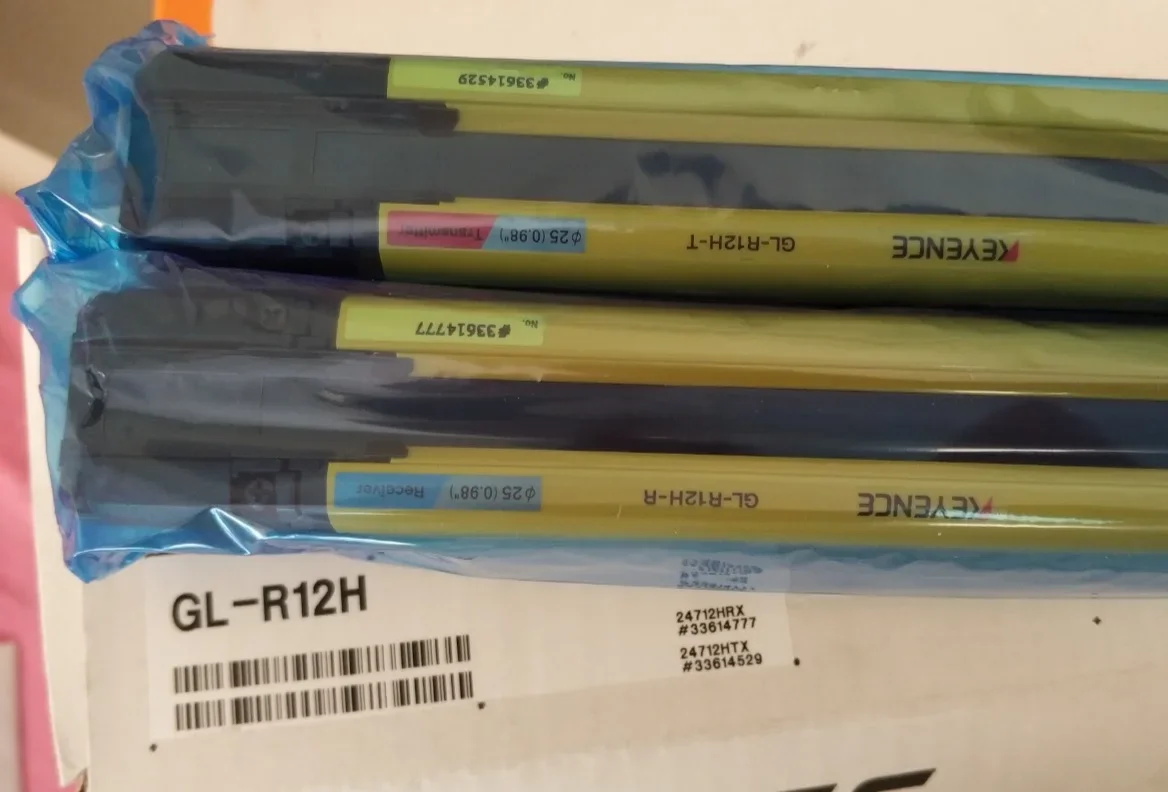 No. #33614529
KEYENCE GL-R12H-T ϕ25 (0.98") Transmitter
No. #33614777
KEYENCE GL-R12H-R ϕ25 (0.98") Receiver
GL-R12H
24712HRX
#33614777
24712HTX
#33614529